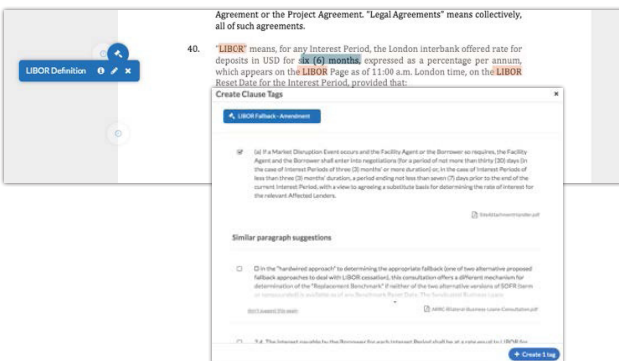 Agreement or the Project Agreement. "Legal Agreements" means collectively,
all of such agreements.
40. "LIBOR" means, for any Interest Period, the London interbank offered rate for
deposits in USD for six (6) months, expressed as a percentage per annum,
which appears on the LIBOR Page as of 11:00 a.m. London time, on the LIBOR
Reset Date for the Interest Period, provided that:
LIBOR Definition
Create Clause Tags
LIBOR Fallback - Amendment
(a) If a Market Disruption Event occurs and the Facility Agent or the Borrower so requires, the Facility
Agent and the Borrower shall enter into negotiations (for a period of not more than thirty (30) days (in
the case of Interest Periods of three (3) months' or more duration) or, in the case of Interest Periods of
less than three (3) months' duration, a period ending not less than seven (7) days prior to the end of the
current Interest Period, with a view to agreeing a substitute basis for determining the rate of interest for
the relevant Affected Lenders.
Similar paragraph suggestions
in the "hardwired approach" to determining the appropriate fallback (one of two alternative proposed
fallback approaches to deal with LIBOR cessation), this consultation offers a different mechanism for
determination of the "Replacement Benchmark" if neither of the two alternative versions of SOFR (term
don't suggest this again
ARRC-Bilateral-Business-Loans-Consultation.pdf
The Interest payable by the Borrower for each Interest Period shall be at a rate equal to LIBOR for
+ Create 1 tag